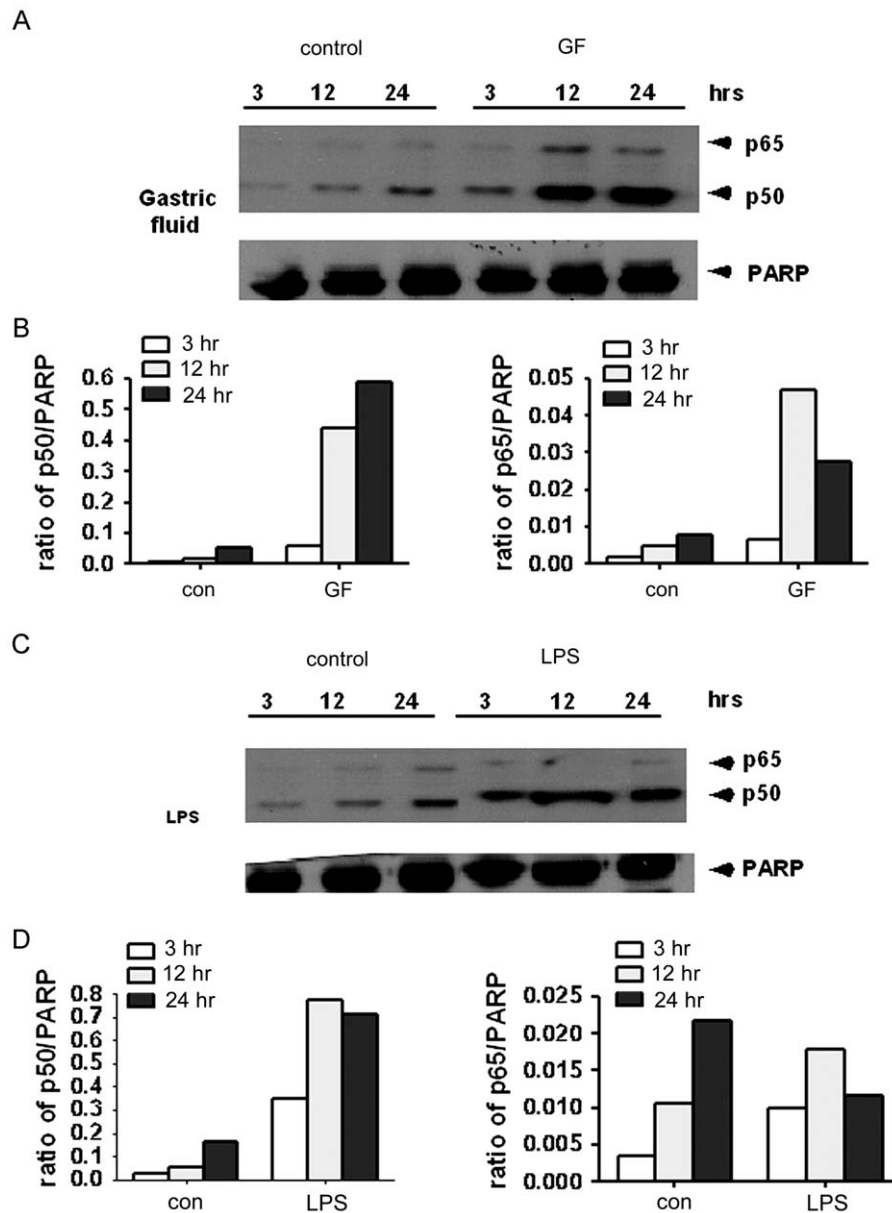 A
control GF
3 12 24 3 12 24 hrs
p65
p50
Gastric
fluid
PARP
B
3 hr
12 hr
24 hr
ratio of p50/PARP
0.6
0.5
0.4
0.3
0.2
0.1
0.0
con GF
3 hr
12 hr
24 hr
ratio of p65/PARP
0.05
0.04
0.03
0.02
0.01
0.00
con GF
C
control LPS
3 12 24 3 12 24 hrs
p65
p50
LPS
PARP
D
3 hr
12 hr
24 hr
ratio of p50/PARP
0.8
0.7
0.6
0.5
0.4
0.3
0.2
0.1
0.0
con LPS
3 hr
12 hr
24 hr
ratio of p65/PARP
0.025
0.020
0.015
0.010
0.005
0.000
con LPS